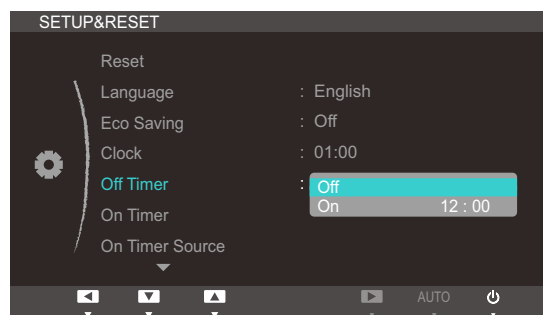 SETUP&RESET
Reset
Language : English
Eco Saving : Off
Clock : 01:00
Off Timer : Off
On 12 : 00
On Timer
On Timer Source
AUTO